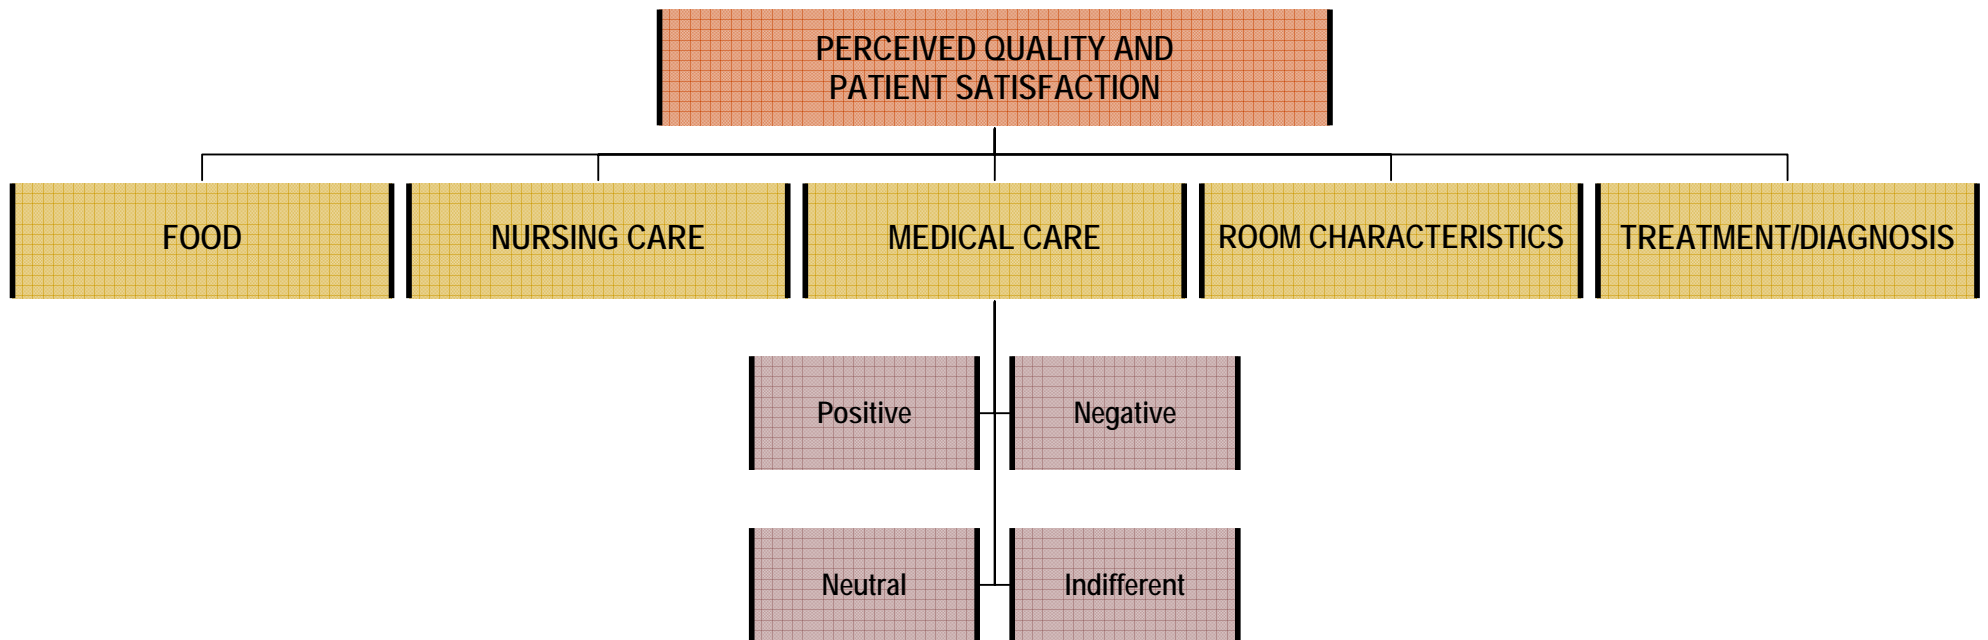 PERCEIVED QUALITY AND
PATIENT SATISFACTION
FOOD
NURSING CARE
MEDICAL CARE
ROOM CHARACTERISTICS
TREATMENT/DIAGNOSIS
Positive
Negative
Neutral
Indifferent